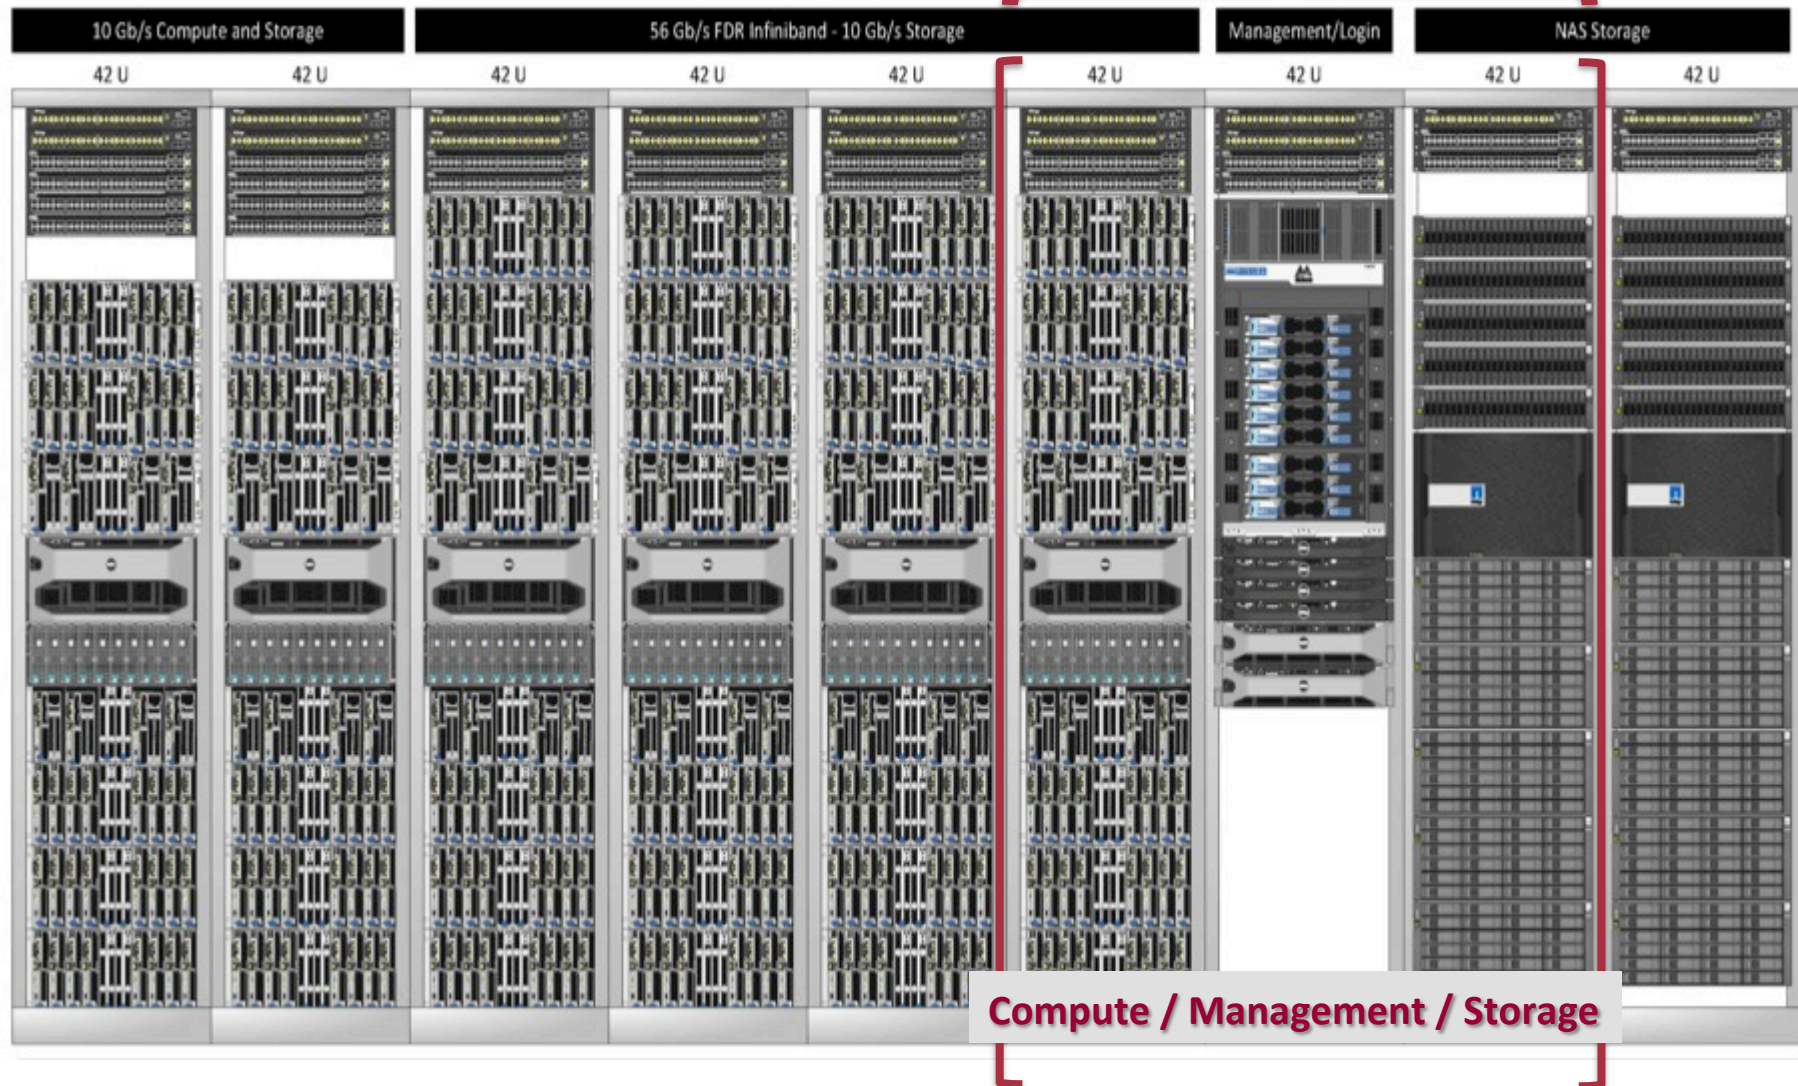 10 Gb/s Compute and Storage
56 Gb/s FDR Infiniband - 10 Gb/s Storage
Management/Login
NAS Storage
42 U
42 U
42 U
42 U
42 U
42 U
42 U
42 U
42 U
Compute / Management / Storage